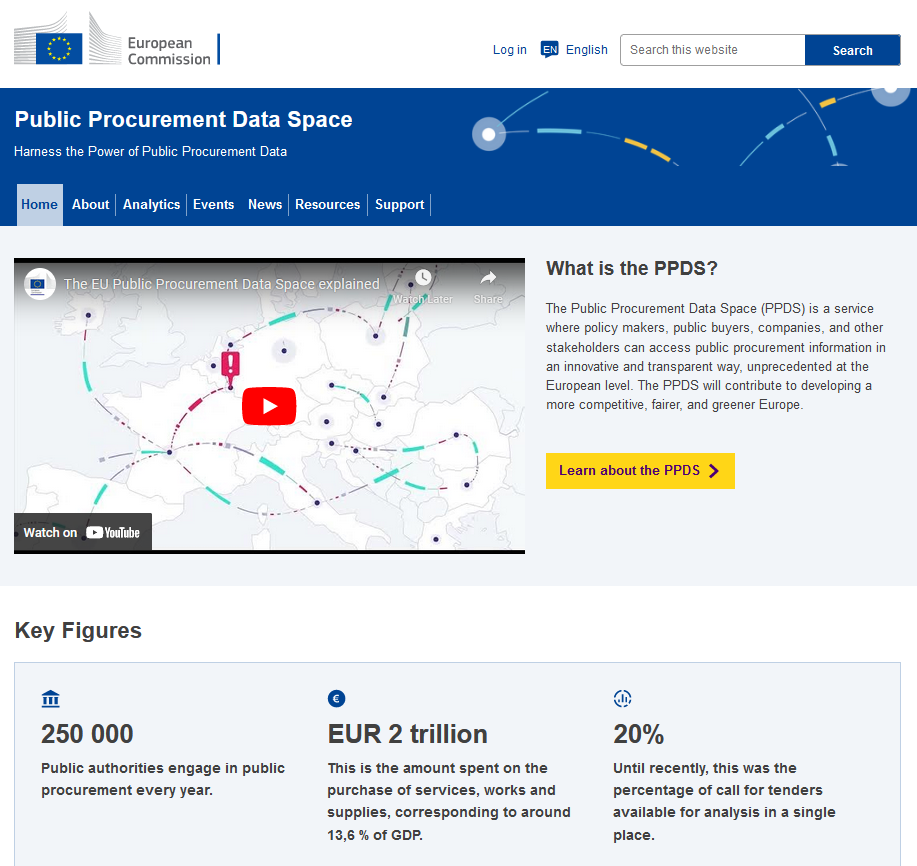 European
Commission
Log in
EN
English
Search this website
Search
Public Procurement Data Space
Harness the Power of Public Procurement Data
Home
About
Analytics
Events
News
Resources
Support
The EU Public Procurement Data Space explained
Watch Later
Share
Watch on YouTube
What is the PPDS?
The Public Procurement Data Space (PPDS) is a service
where policy makers, public buyers, companies, and other
stakeholders can access public procurement information in
an innovative and transparent way, unprecedented at the
European level. The PPDS will contribute to developing a
more competitive, fairer, and greener Europe.
Learn about the PPDS
Key Figures
250 000
Public authorities engage in public
procurement every year.
EUR 2 trillion
This is the amount spent on the
purchase of services, works and
supplies, corresponding to around
13,6 % of GDP.
20%
Until recently, this was the
percentage of call for tenders
available for analysis in a single
place.